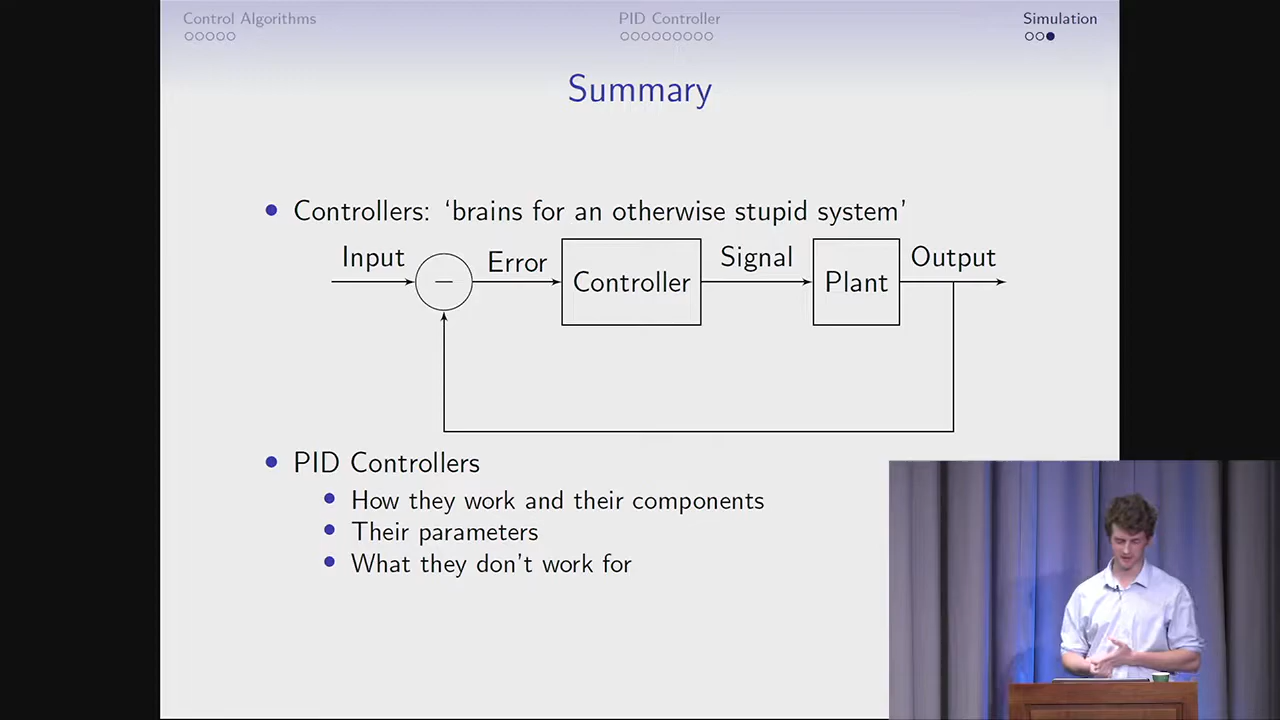 Control Algorithms
PID Controller
Simulation
Summary
Controllers: ‘brains for an otherwise stupid system’
Input
Error
Controller
Signal
Plant
Output
PID Controllers
How they work and their components
Their parameters
What they don’t work for